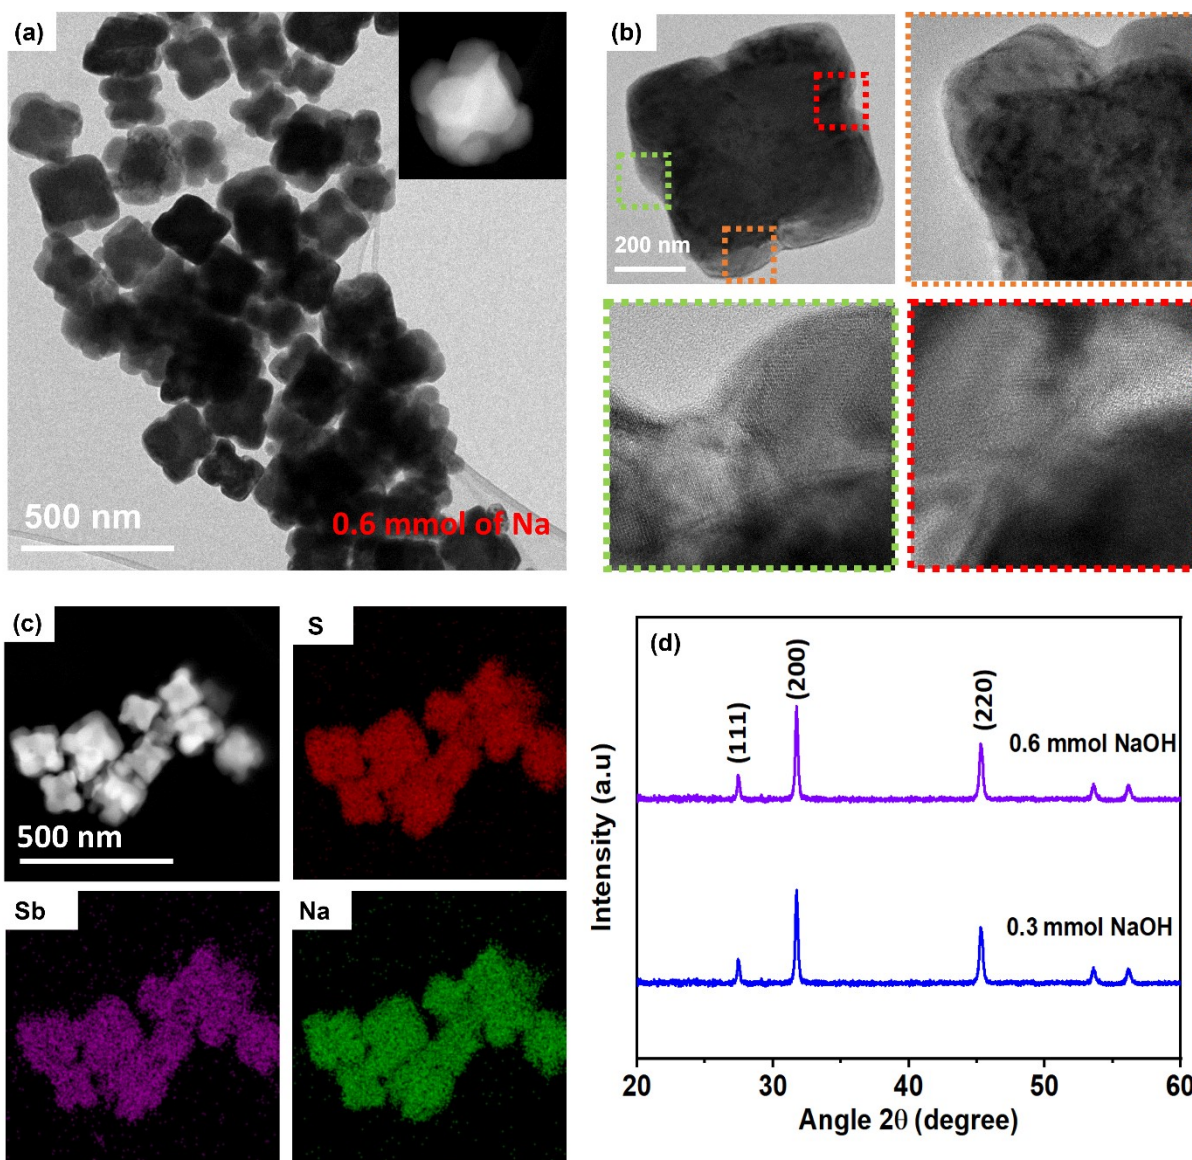 (a)
500 nm
0.6 mmol of Na
(b)
200 nm
(c)
500 nm
S
Sb
Na
(d)
(111)
(200)
(220)
0.6 mmol NaOH
0.3 mmol NaOH
Intensity (a.u)
20
30
40
50
60
Angle 2θ (degree)